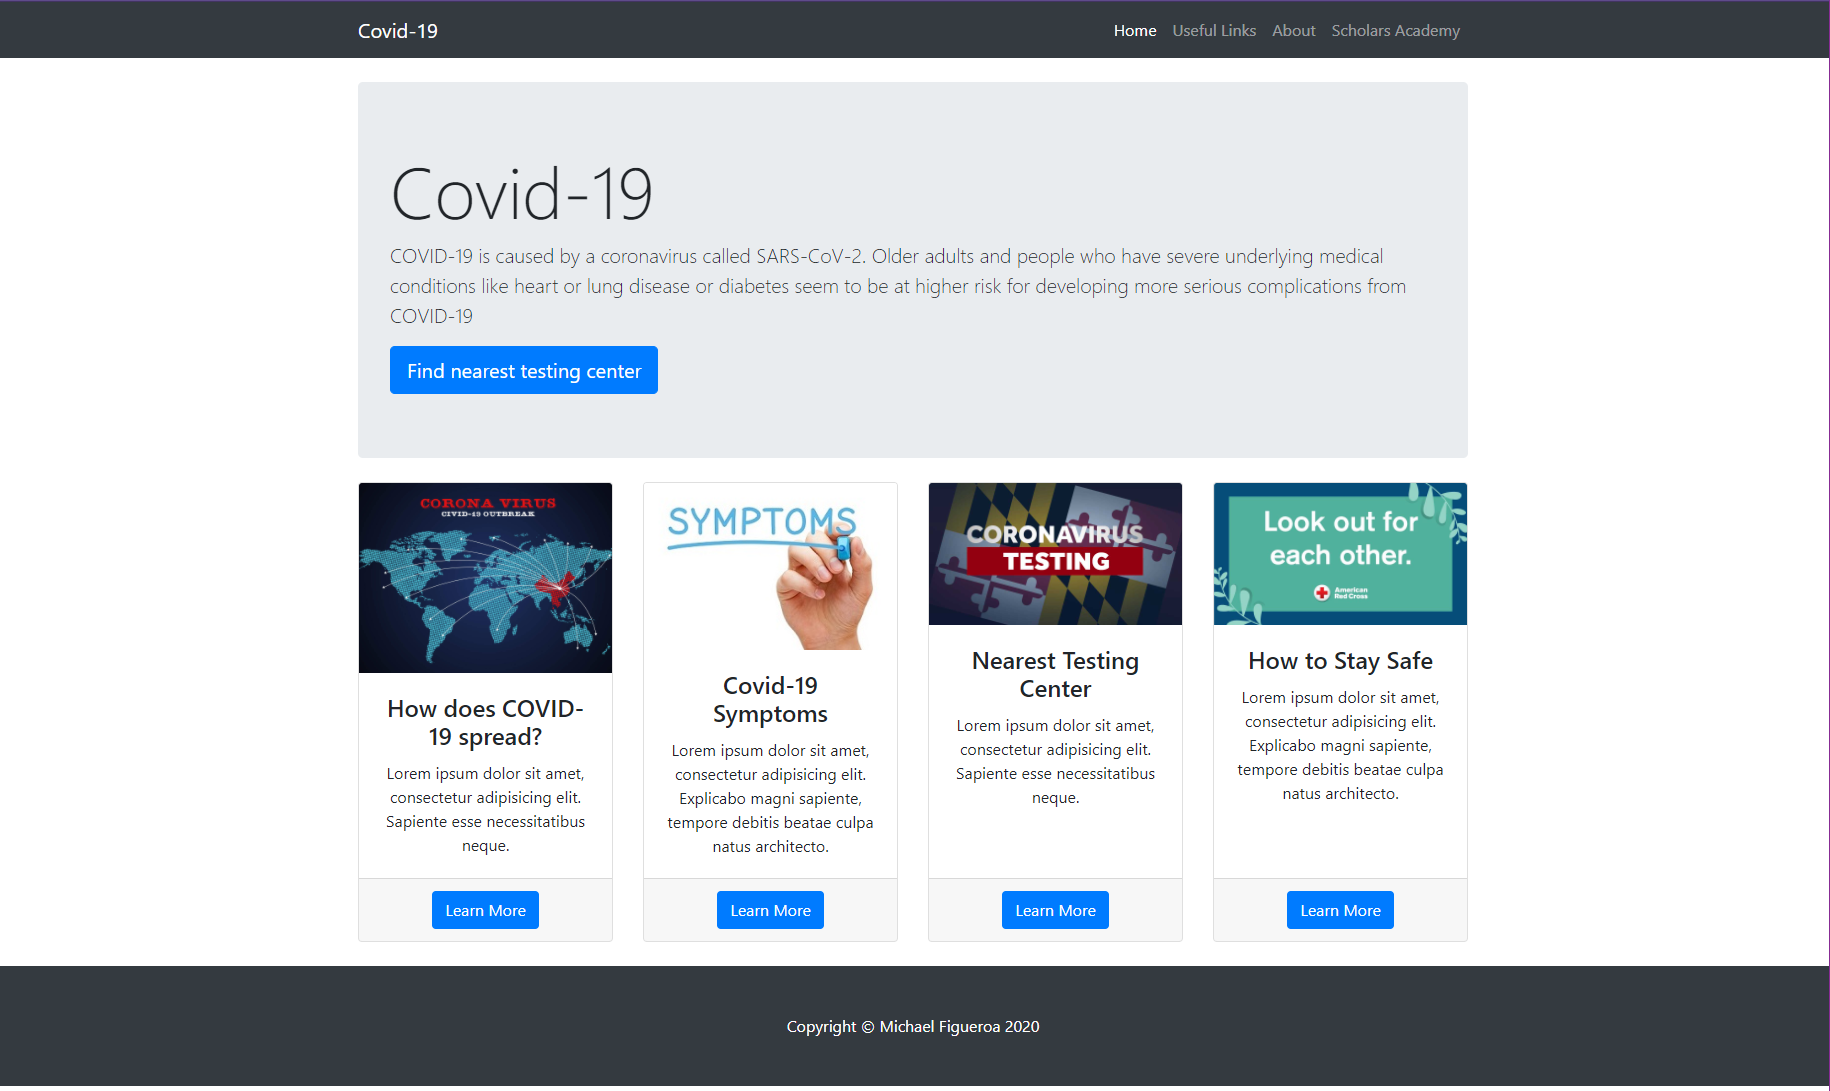 Covid-19
Home Useful Links About Scholars Academy
Covid-19
COVID-19 is caused by a coronavirus called SARS-CoV-2. Older adults and people who have severe underlying medical
conditions like heart or lung disease or diabetes seem to be at higher risk for developing more serious complications from
COVID-19
Find nearest testing center
CORONA VIRUS
CIVID-19 OUTBREAK
How does COVID-
19 spread?
Lorem ipsum dolor sit amet,
consectetur adipisicing elit.
Sapiente esse necessitatibus
neque.
Learn More
SYMPTOMS
Covid-19
Symptoms
Lorem ipsum dolor sit amet,
consectetur adipisicing elit.
Explicabo magni sapiente,
tempore debitis beatae culpa
natus architecto.
Learn More
CORONAVIRUS
TESTING
Nearest Testing
Center
Lorem ipsum dolor sit amet,
consectetur adipisicing elit.
Sapiente esse necessitatibus
neque.
Learn More
Look out for
each other.
American
Red Cross
How to Stay Safe
Lorem ipsum dolor sit amet,
consectetur adipisicing elit.
Explicabo magni sapiente,
tempore debitis beatae culpa
natus architecto.
Learn More
Copyright © Michael Figueroa 2020